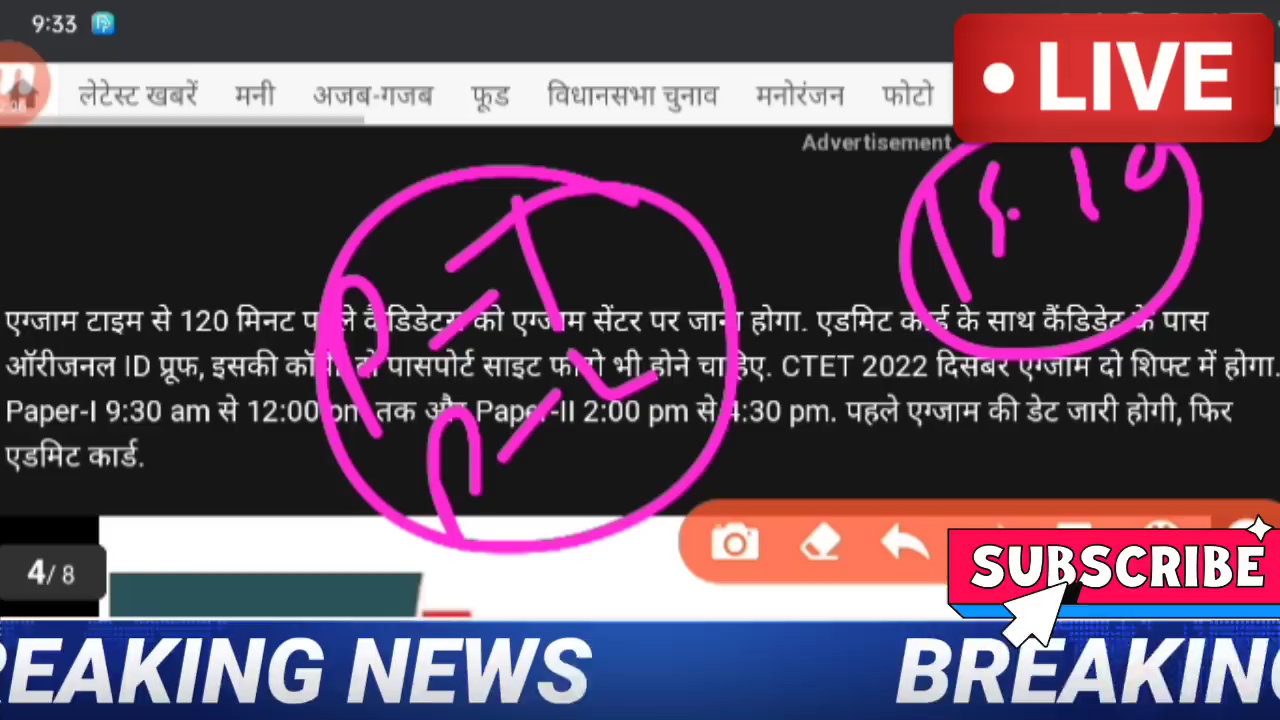 9:33
• LIVE
लेटेस्ट खबरें मनी अजब-गजब फूड विधानसभा चुनाव मनोरंजन फोटो
Advertisement
एग्जाम टाइम से 120 मिनट पहले कैंडिडेट्स को एग्जाम सेंटर पर जाना होगा. एडमिट कार्ड के साथ कैंडिडेट के पास
ऑरीजनल ID प्रूफ, इसकी कॉपी दो पासपोर्ट साइट फोटो भी होने चाहिए. CTET 2022 दिसंबर एग्जाम दो शिफ्ट में होगा.
Paper-I 9:30 am से 12:00 pm तक और Paper-II 2:00 pm से 4:30 pm. पहले एग्जाम की डेट जारी होगी, फिर
एडमिट कार्ड.
4/8
SUBSCRIBE
REAKING NEWS BREAKING